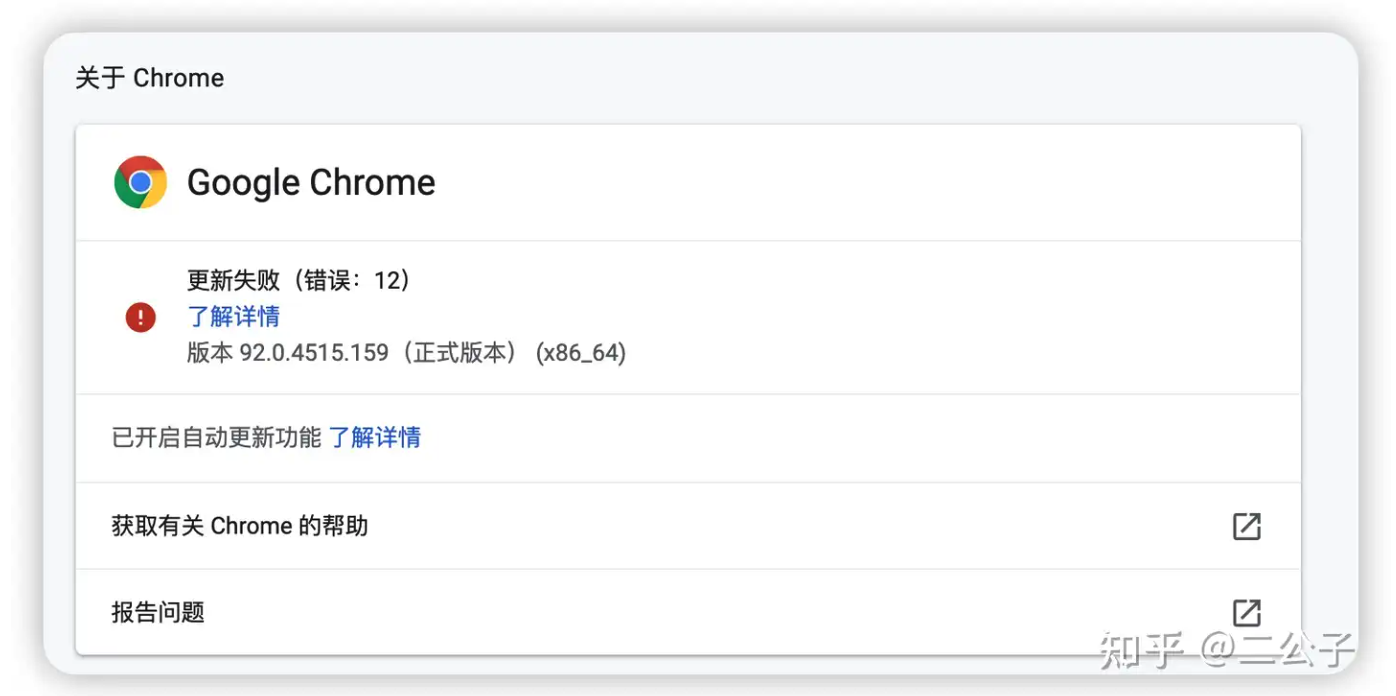 关于 Chrome
Google Chrome
更新失败（错误：12）
了解详情
版本 92.0.4515.159（正式版本） (x86_64)
已开启自动更新功能 了解详情
获取有关 Chrome 的帮助
报告问题
知乎 @二公子